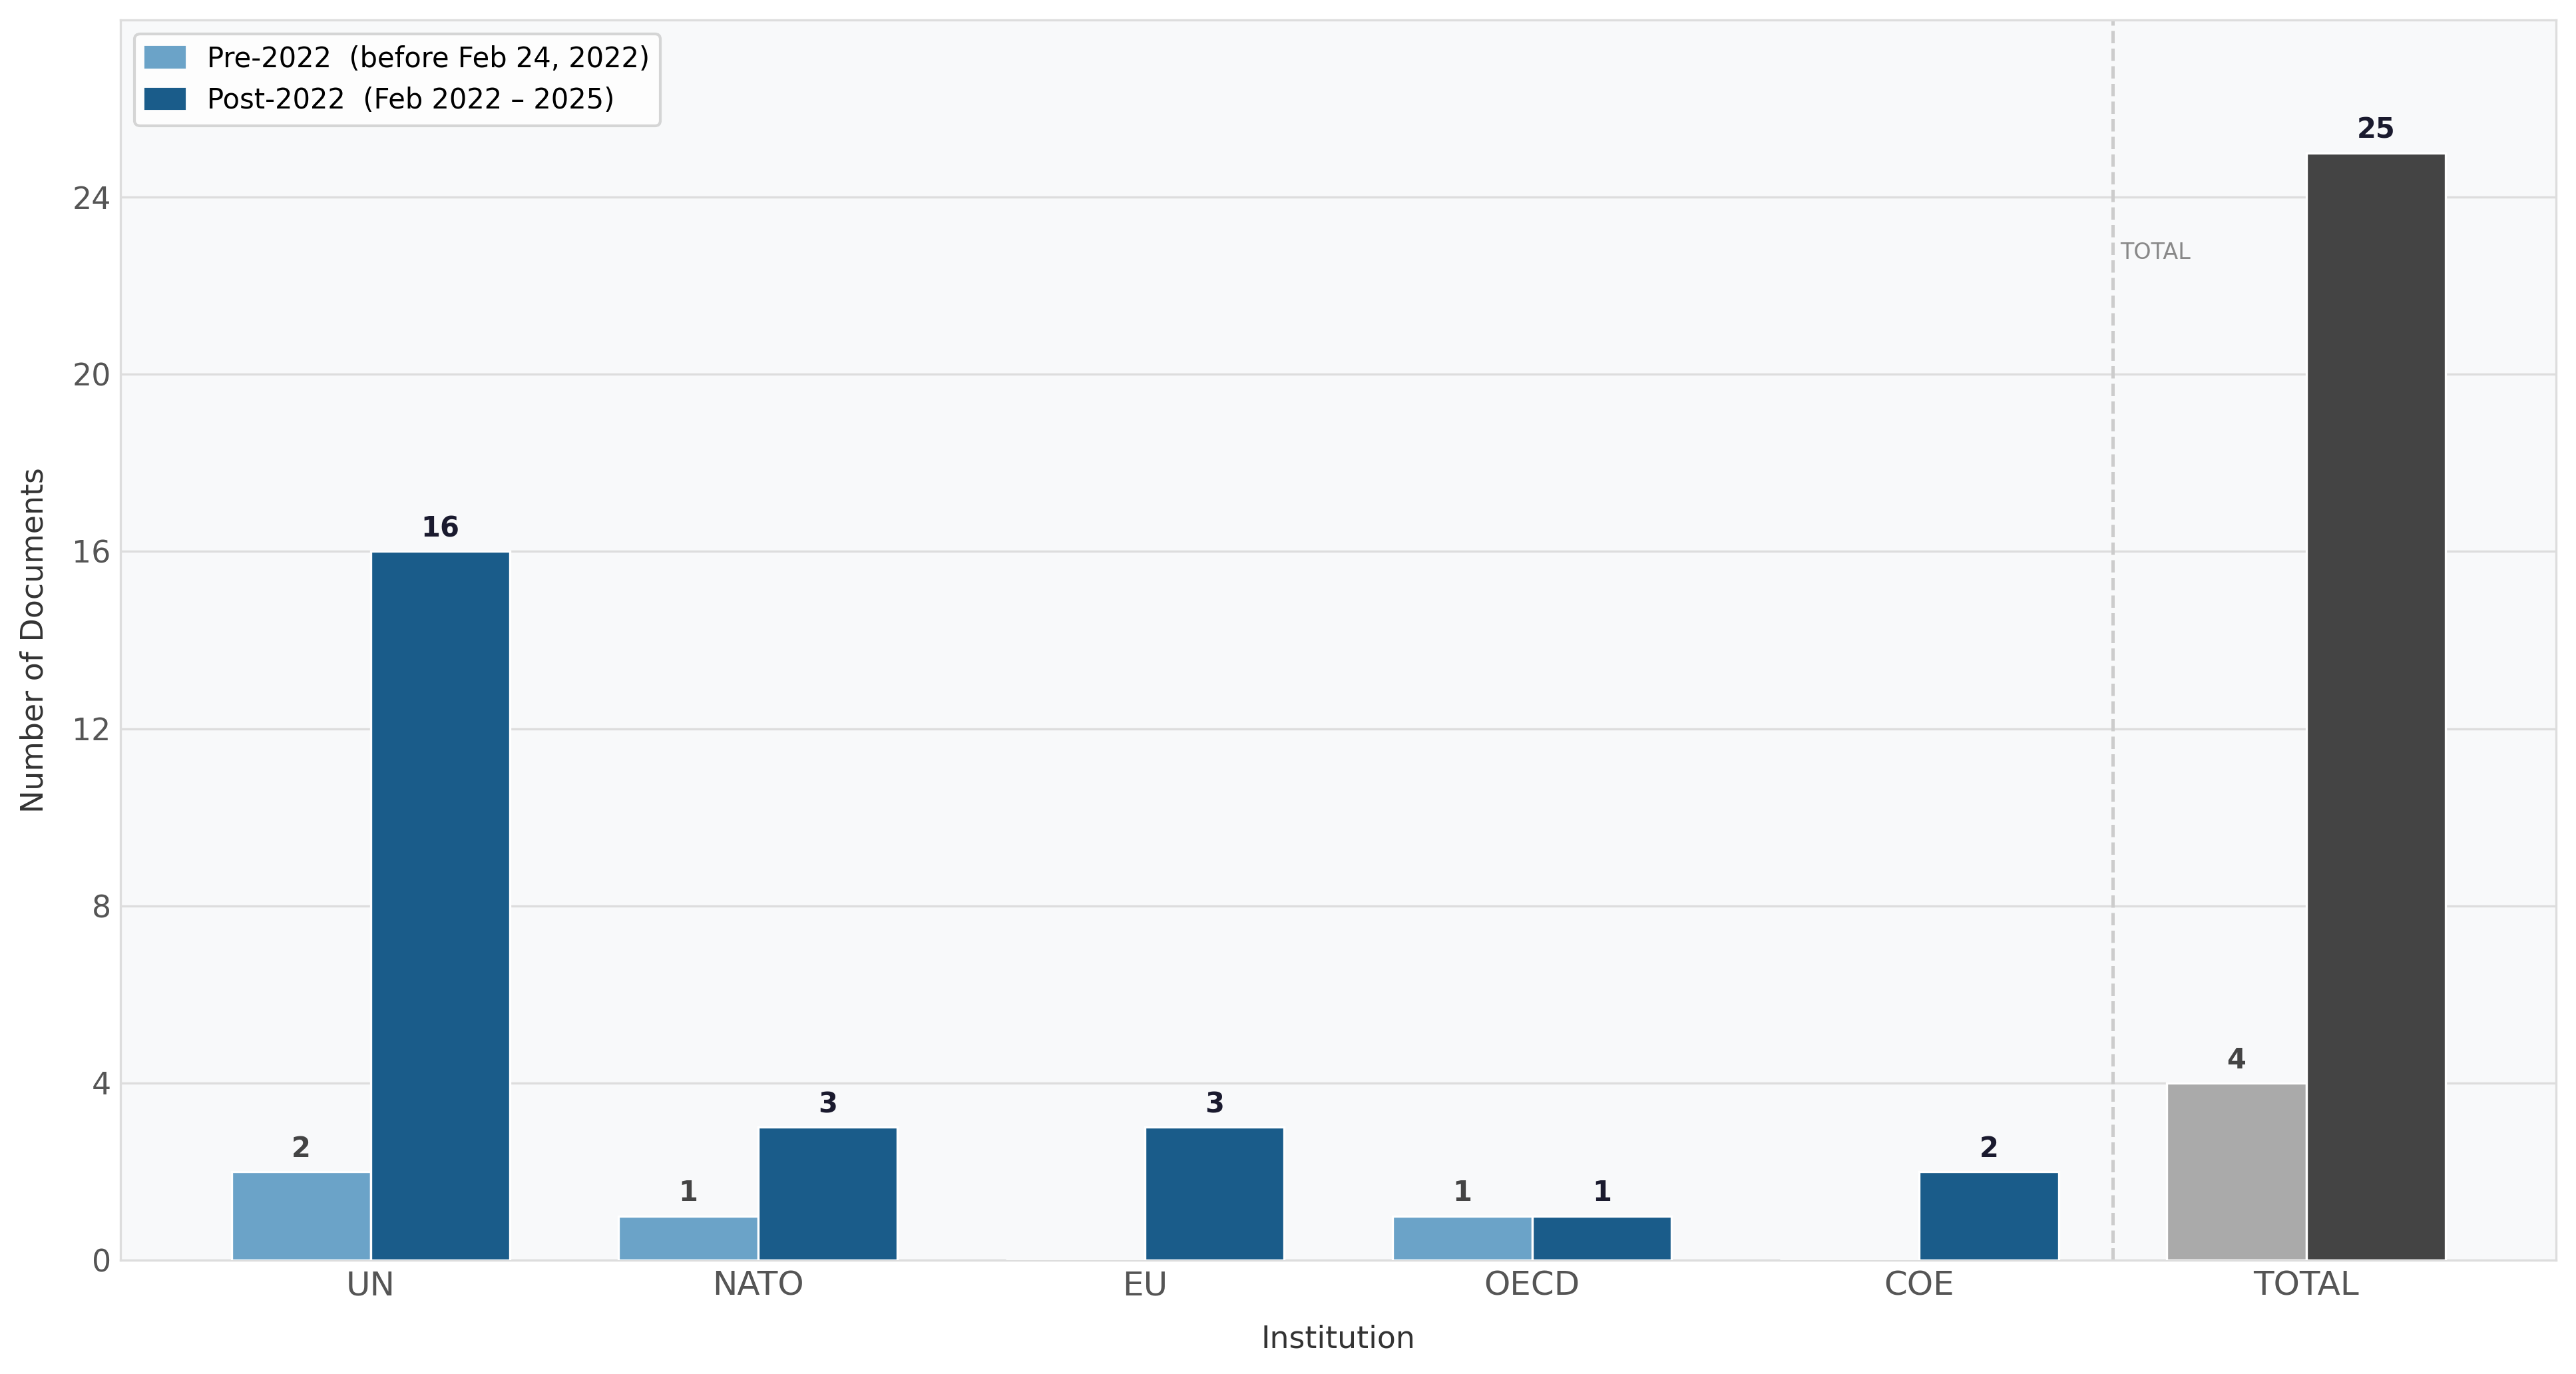 Pre-2022  (before Feb 24, 2022)
Post-2022  (Feb 2022 – 2025)
25
24
TOTAL
20
16
16
12
8
4
4
3
3
2
2
1
1
1
0
UN
NATO
EU
OECD
COE
TOTAL
Number of Documents
Institution